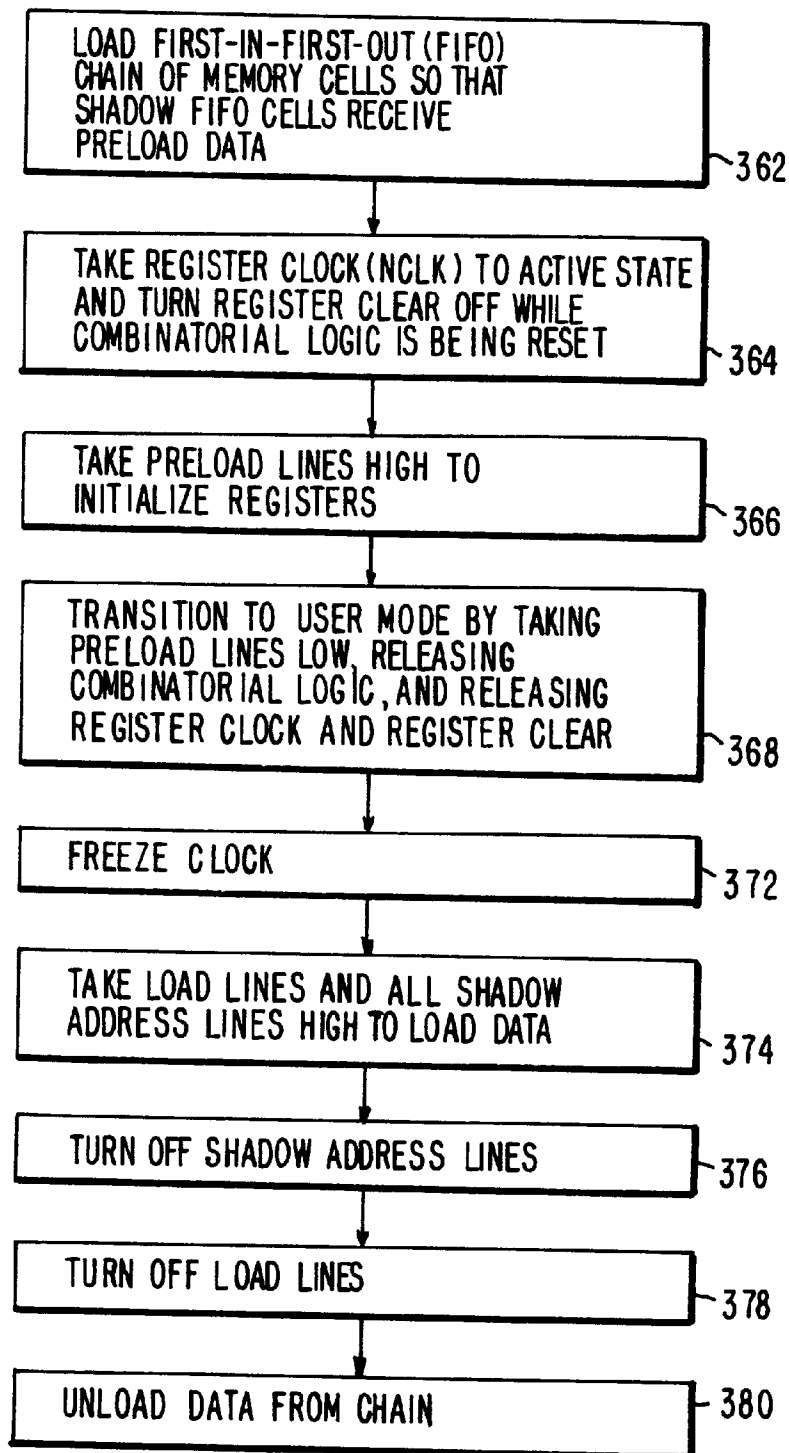 LOAD FIRST-IN-FIRST-OUT (FIFO)
CHAIN OF MEMORY CELLS SO THAT
SHADOW FIFO CELLS RECEIVE
PRELOAD DATA
362
TAKE REGISTER CLOCK (NCLK) TO ACTIVE STATE
AND TURN REGISTER CLEAR OFF WHILE
COMBINATORIAL LOGIC IS BEING RESET
364
TAKE PRELOAD LINES HIGH TO
INITIALIZE REGISTERS
366
TRANSITION TO USER MODE BY TAKING
PRELOAD LINES LOW, RELEASING
COMBINATORIAL LOGIC, AND RELEASING
REGISTER CLOCK AND REGISTER CLEAR
368
FREEZE CLOCK
372
TAKE LOAD LINES AND ALL SHADOW
ADDRESS LINES HIGH TO LOAD DATA
374
TURN OFF SHADOW ADDRESS LINES
376
TURN OFF LOAD LINES
378
UNLOAD DATA FROM CHAIN
380